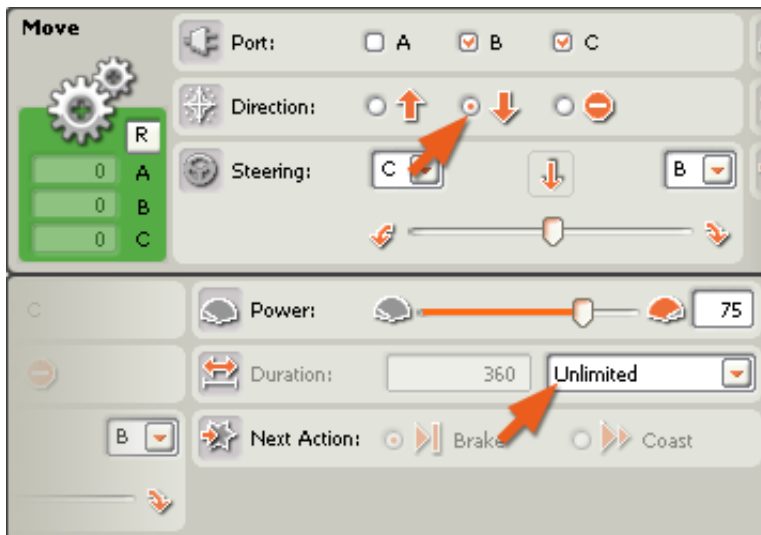 Move
Port: A B C
Direction:
R
Steering: C B
0 A
0 B
0 C
C
Power: 75
Duration: 360 Unlimited
B
Next Action: Brake Coast